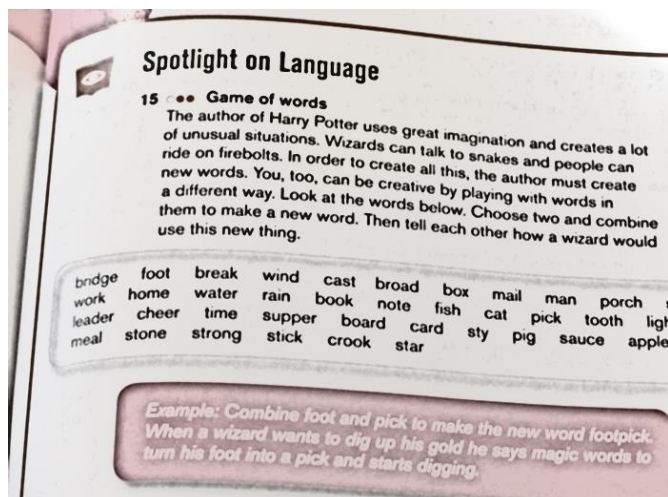 Spotlight on Language
15 Game of words
The author of Harry Potter uses great imagination and creates a lot
of unusual situations. Wizards can talk to snakes and people can
ride on firebolts. In order to create all this, the author must create
new words. You, too, can be creative by playing with words in
a different way. Look at the words below. Choose two and combine
them to make a new word. Then tell each other how a wizard would
use this new thing.
bridge foot break wind cast broad box mail man porch
work home water rain book note fish cat pick tooth
leader cheer time supper board card sty pig sauce apple
meal stone strong stick crook star
Example: Combine foot and pick to make the new word footpick.
When a wizard wants to dig up his gold he says magic words to
turn his foot into a pick and starts digging.